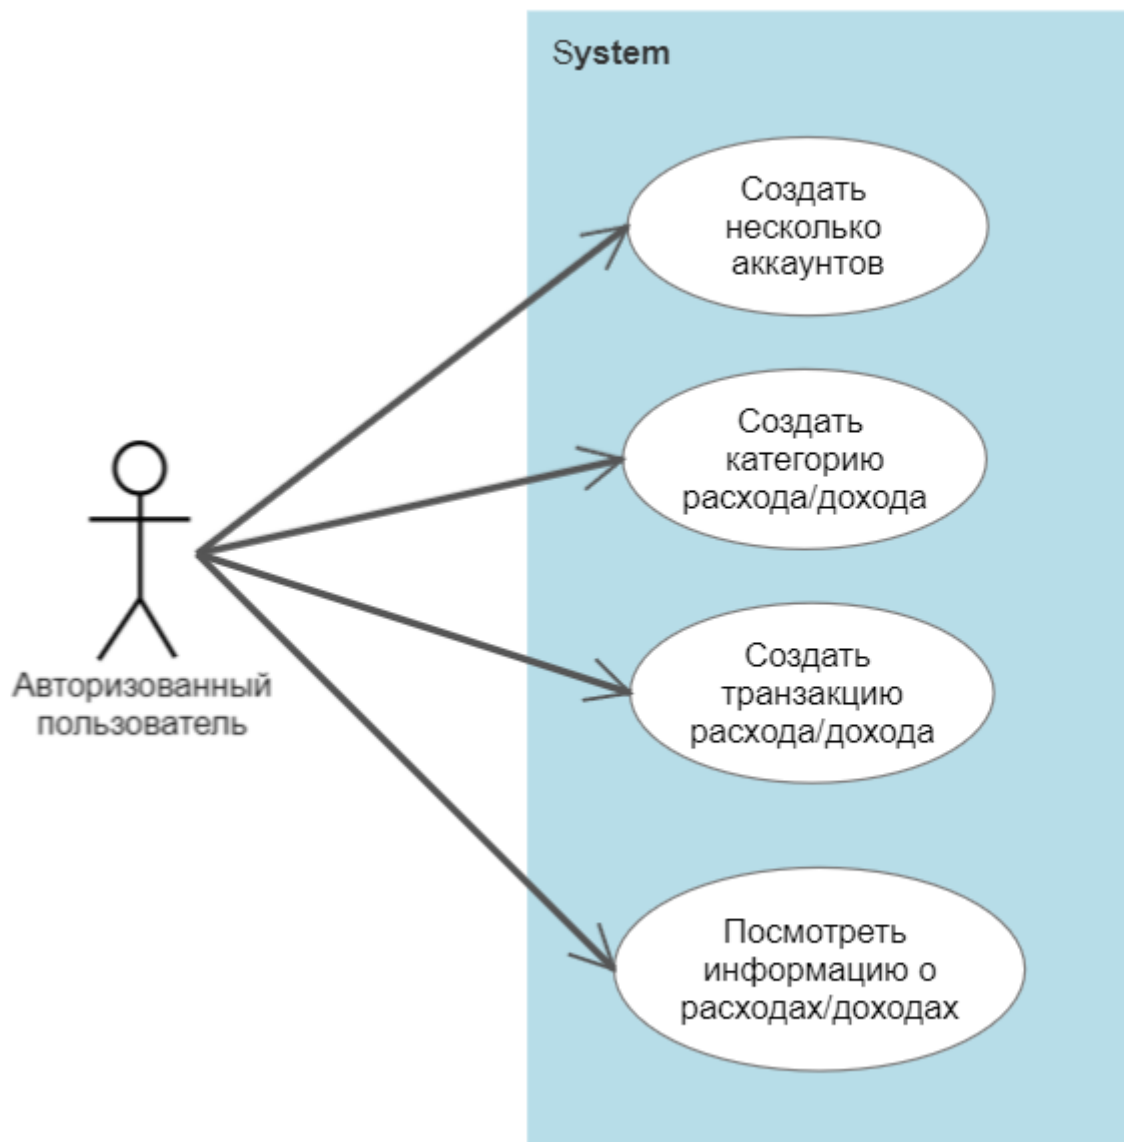 System
Создать
несколько
аккаунтов
Создать
категорию
расхода/дохода
Создать
транзакцию
расхода/дохода
Авторизованный
пользователь
Посмотреть
информацию о
расходах/доходах